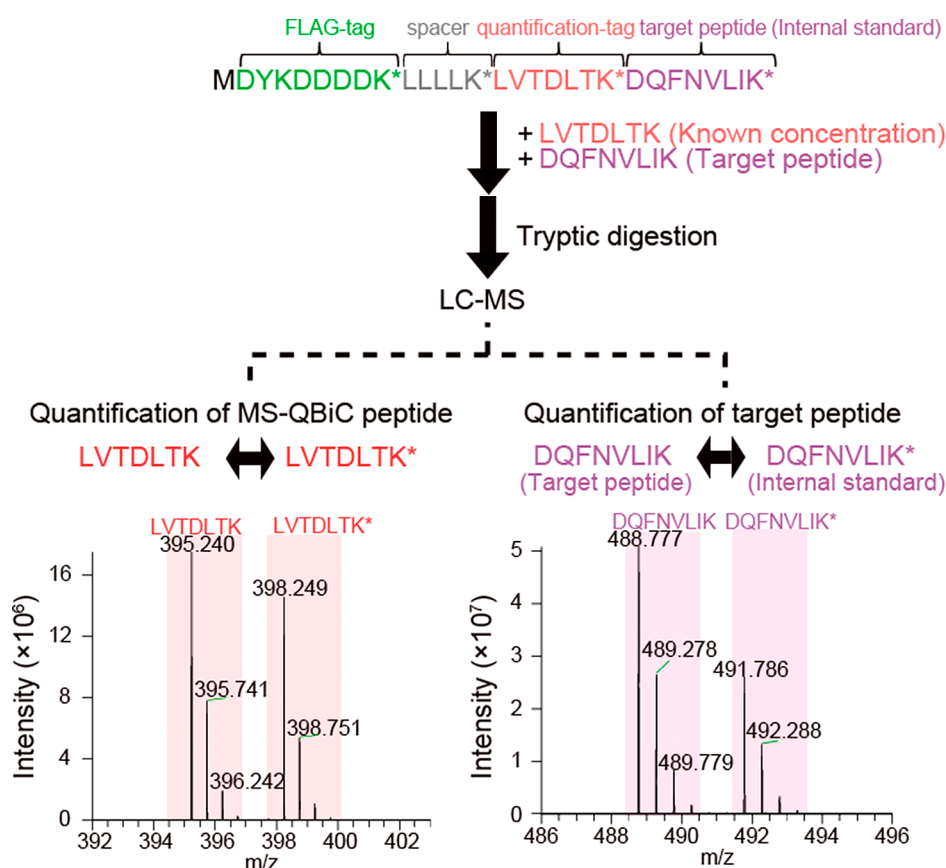 FLAG-tag spacer quantification-tag target peptide (Internal standard)
MDYKDDDDK*LLLLK*LVTDLTK*DQFNVLIK*
+ LVTDLTK (Known concentration)
+ DQFNVLIK (Target peptide)
Tryptic digestion
LC-MS
Quantification of MS-QBiC peptide
LVTDLTK LVTDLTK*
Quantification of target peptide
DQFNVLIK DQFNVLIK*
(Target peptide) (Internal standard)
LVTDLTK LVTDLTK*
395.240
398.249
395.741
398.751
396.242
Intensity (×10⁶)
16
12
8
4
0
392 394 396 398 400 402
m/z
DQFNVLIK DQFNVLIK*
488.777
489.278
491.786
492.288
489.779
Intensity (×10⁷)
5
4
3
2
1
0
486 488 490 492 494 496
m/z